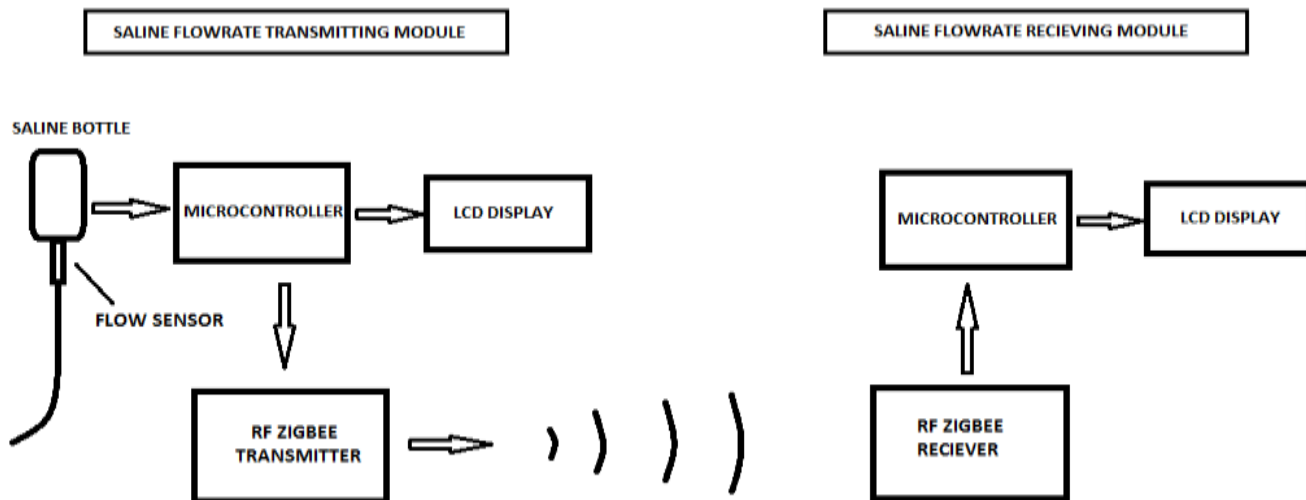 SALINE FLOWRATE TRANSMITTING MODULE
SALINE FLOWRATE RECIEVING MODULE
SALINE BOTTLE
MICROCONTROLLER
LCD DISPLAY
FLOW SENSOR
RF ZIGBEE
TRANSMITTER
MICROCONTROLLER
LCD DISPLAY
RF ZIGBEE
RECIEVER